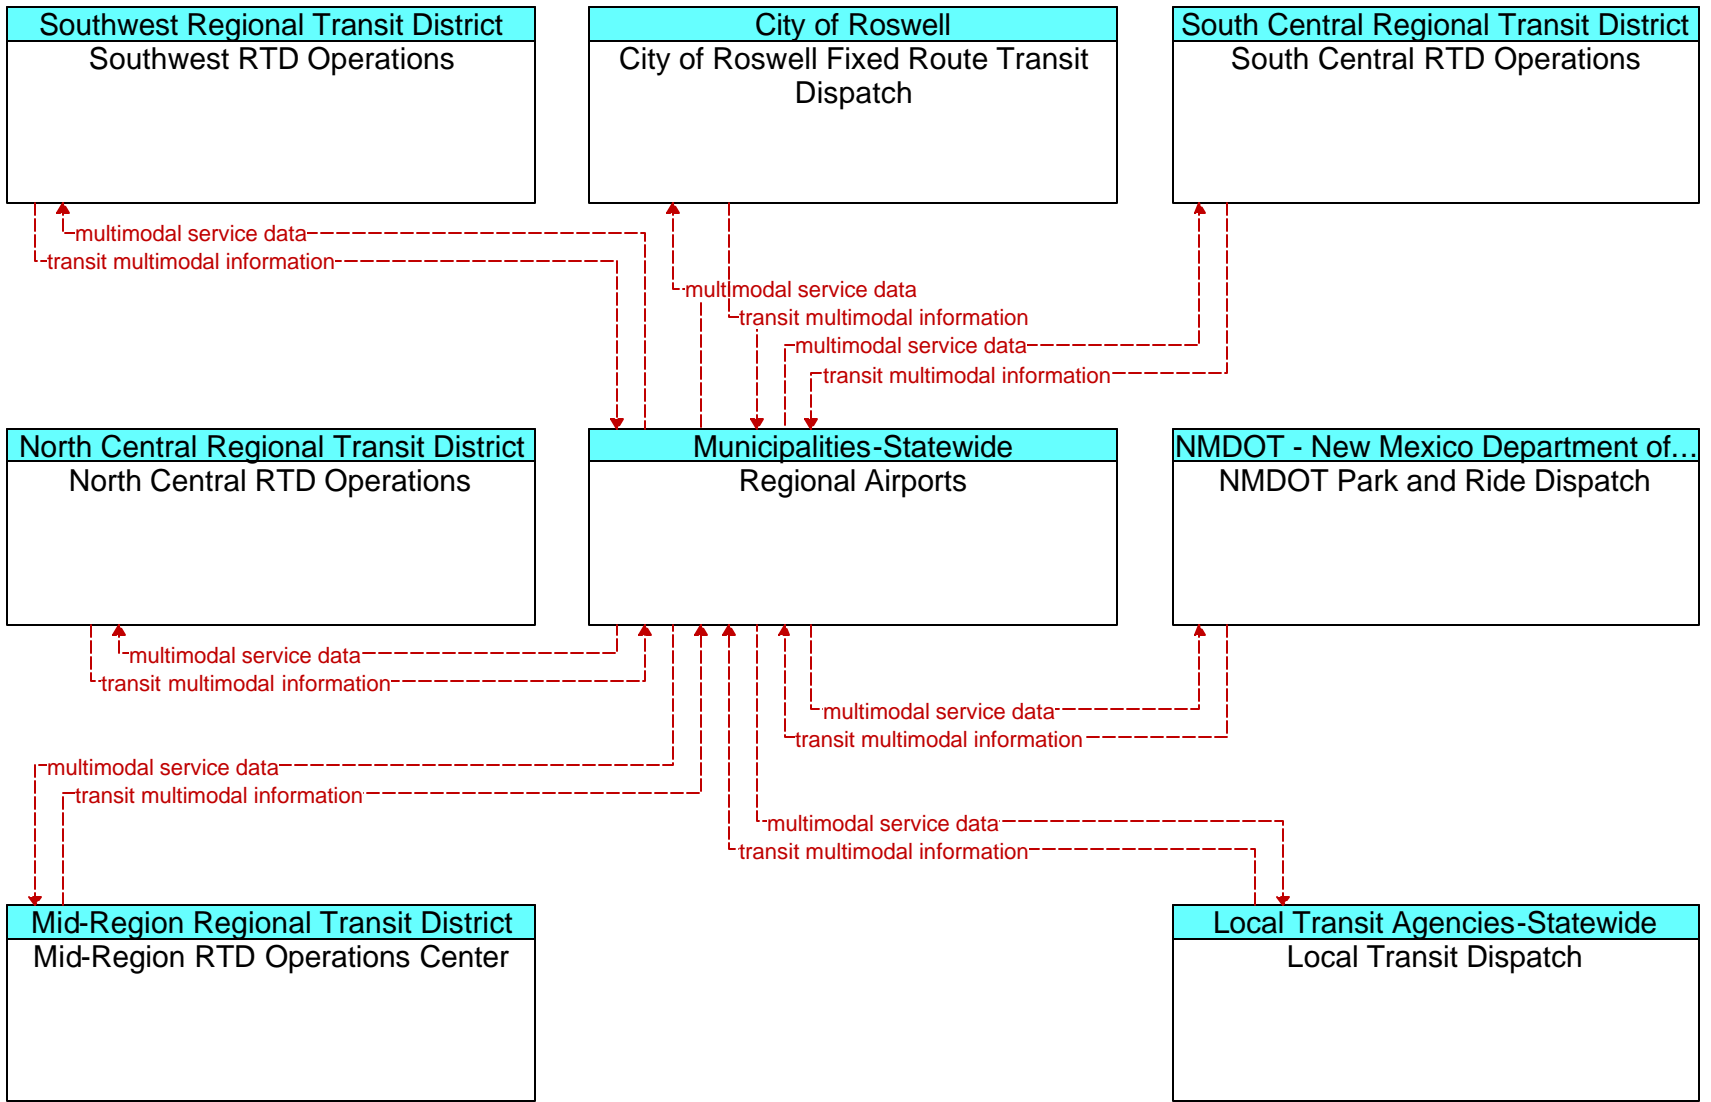 Southwest Regional Transit District
Southwest RTD Operations
City of Roswell
City of Roswell Fixed Route Transit
Dispatch
South Central Regional Transit District
South Central RTD Operations
multimodal service data
transit multimodal information
multimodal service data
transit multimodal information
multimodal service data
transit multimodal information
North Central Regional Transit District
North Central RTD Operations
Municipalities-Statewide
Regional Airports
NMDOT - New Mexico Department of...
NMDOT Park and Ride Dispatch
multimodal service data
transit multimodal information
multimodal service data
transit multimodal information
multimodal service data
transit multimodal information
multimodal service data
transit multimodal information
Mid-Region Regional Transit District
Mid-Region RTD Operations Center
Local Transit Agencies-Statewide
Local Transit Dispatch